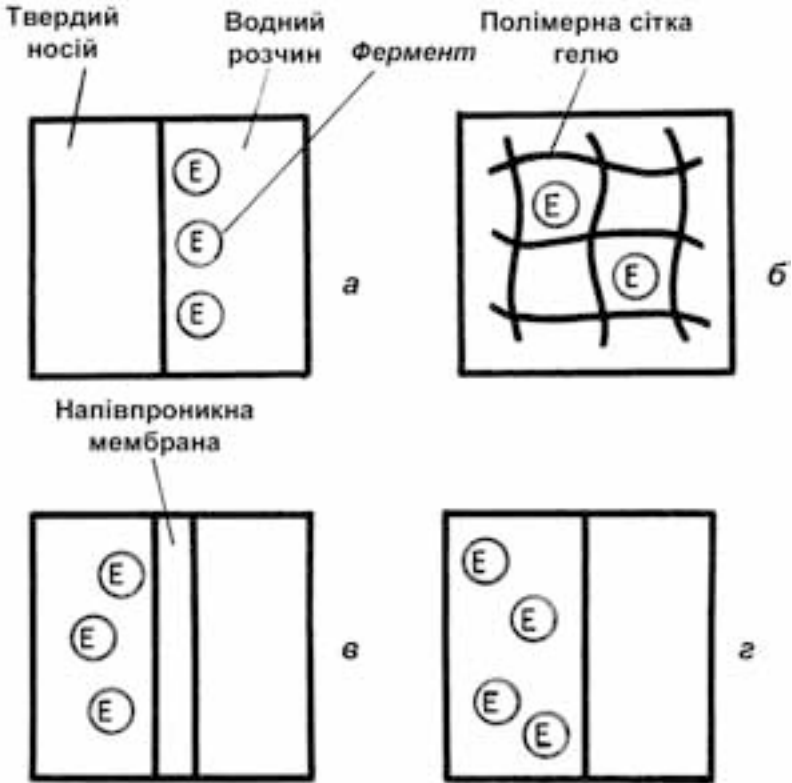 Твердий
носій
Водний
розчин
Фермент
Полімерна сітка
гелю
E
E
E
а
E
E
б
Напівпроникна
мембрана
E
E
E
в
E
E
E
E
г